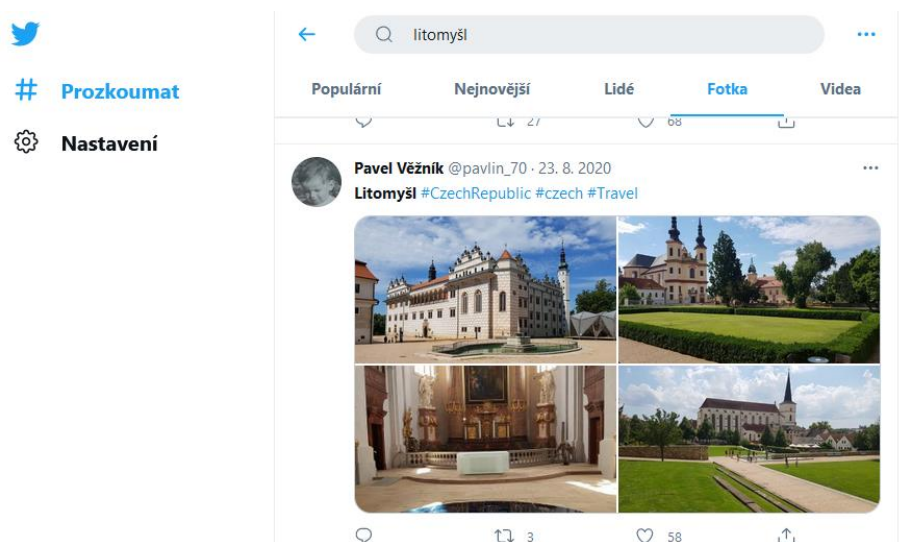 litomyšl
Prozkoumat
Nastavení
Populární Nejnovější Lidé Fotka Videa
27 68
Pavel Věžník @pavlin_70 · 23. 8. 2020
Litomyšl #CzechRepublic #czech #Travel
3 58